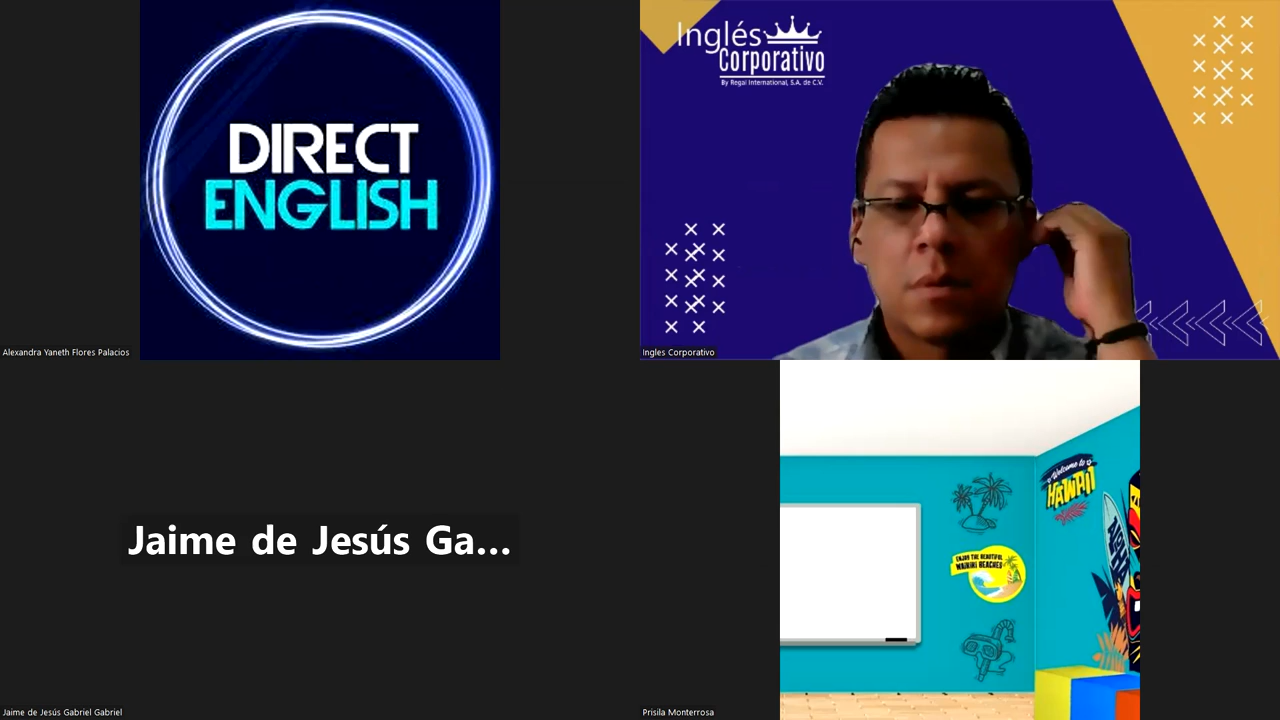 DIRECT
ENGLISH
Alexandra Yaneth Flores Palacios
Inglés
Corporativo
By Regal International, S.A. de C.V.
Ingles Corporativo
Jaime de Jesús Ga...
Jaime de Jesús Gabriel Gabriel
Welcome to
HAWAII
ALOHA
ENJOY THE BEAUTIFUL
WAIKIKI BEACHES
Prisila Monterrosa